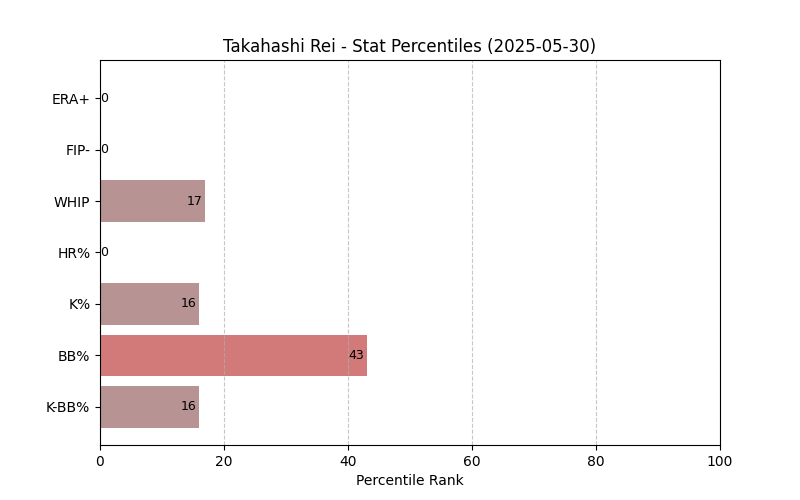 Takahashi Rei - Stat Percentiles (2025-05-30)
ERA+ 0
FIP- 0
WHIP 17
HR% 0
K% 16
BB% 43
K-BB% 16
0 20 40 60 80 100
Percentile Rank